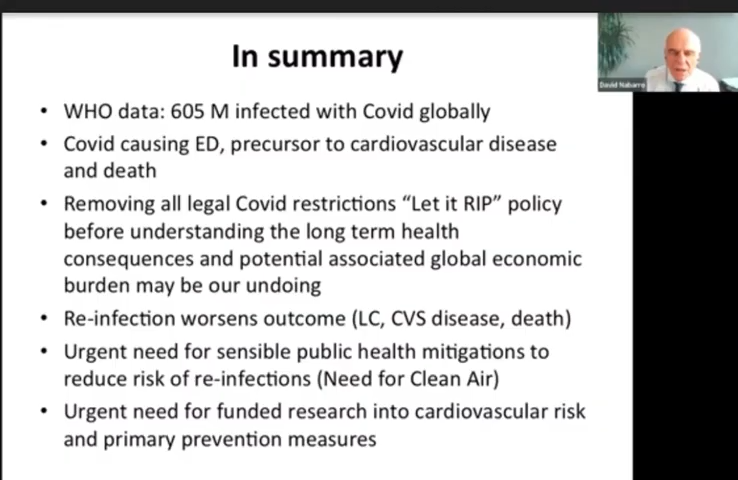 In summary
David Nabarro
• WHO data: 605 M infected with Covid globally
• Covid causing ED, precursor to cardiovascular disease
and death
• Removing all legal Covid restrictions “Let it RIP” policy
before understanding the long term health
consequences and potential associated global economic
burden may be our undoing
• Re-infection worsens outcome (LC, CVS disease, death)
• Urgent need for sensible public health mitigations to
reduce risk of re-infections (Need for Clean Air)
• Urgent need for funded research into cardiovascular risk
and primary prevention measures